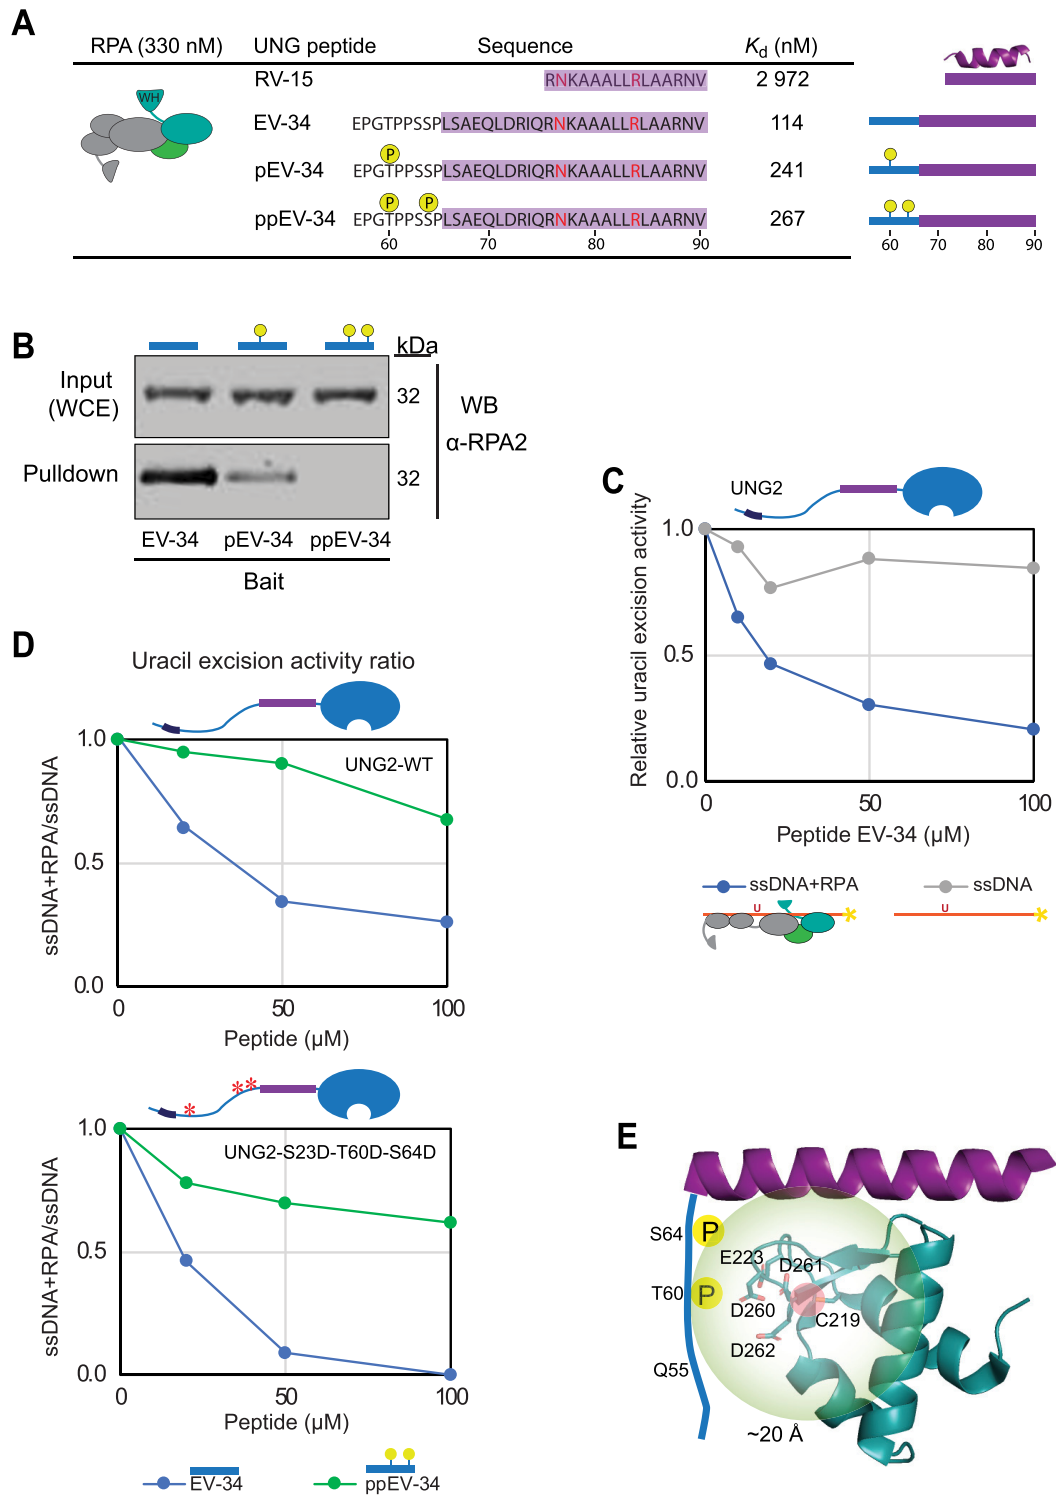 A
RPA (330 nM) UNG peptide Sequence Kd (nM)
WH
RV-15 RNKAAALLRLAARNV 2 972
EV-34 EPGTPPSSPLSAEQLDRIQRNKAAALLRLAARNV 114
P
pEV-34 EPGTPPSSPLSAEQLDRIQRNKAAALLRLAARNV 241
P P
ppEV-34 EPGTPPSSPLSAEQLDRIQRNKAAALLRLAARNV 267
60 70 80 90 60 70 80 90
B
kDa
Input (WCE) 32
WB
α-RPA2
Pulldown 32
EV-34 pEV-34 ppEV-34
Bait
C
UNG2
Relative uracil excision activity
1.0
0.5
0.0
0 50 100
Peptide EV-34 (µM)
ssDNA+RPA ssDNA
U U
*
*
D
Uracil excision activity ratio
ssDNA+RPA/ssDNA
1.0
UNG2-WT
0.5
0.0
0 50 100
Peptide (µM)
* * *
ssDNA+RPA/ssDNA
1.0
UNG2-S23D-T60D-S64D
0.5
0.0
0 50 100
Peptide (µM)
EV-34 ppEV-34
E
S64 P
E223 D261
T60 P
D260 C219
D262
Q55
~20 Å